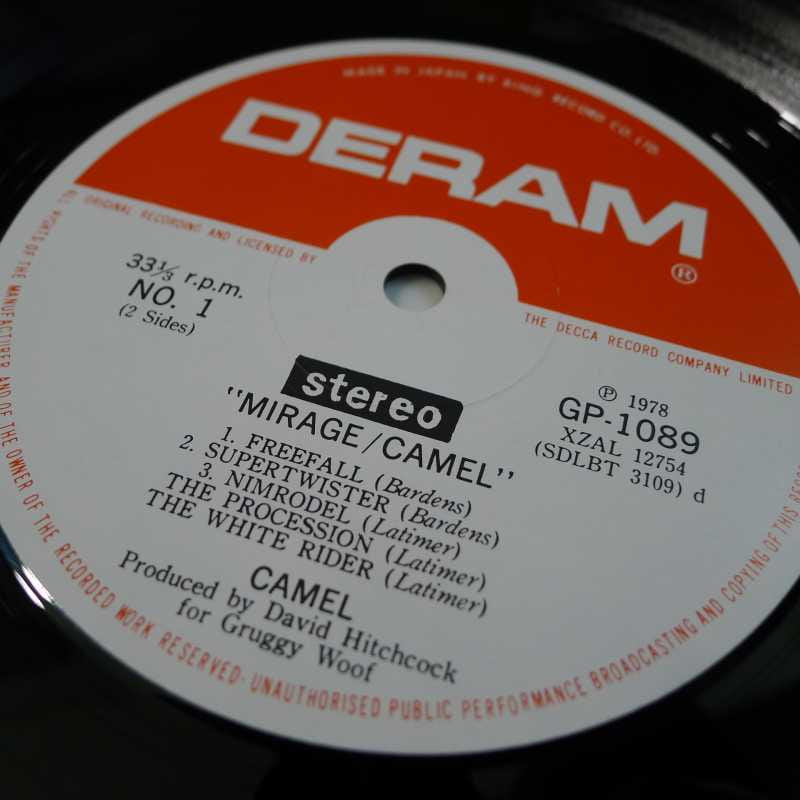 MADE IN JAPAN BY KING RECORD CO. LTD.
DERAM
®
ORIGINAL RECORDING AND LICENSED BY
THE DECCA RECORD COMPANY LIMITED
33⅓ r.p.m.
NO. 1
(2 Sides)
stereo
Ⓟ 1978
GP-1089
XZAL 12754
(SDLBT 3109) d
"MIRAGE/CAMEL"
1. FREEFALL (Bardens)
2. SUPERTWISTER (Bardens)
3. NIMRODEL (Latimer)
THE PROCESSION (Latimer)
THE WHITE RIDER (Latimer)
CAMEL
Produced by David Hitchcock
for Gruggy Woof
ALL RIGHTS OF THE MANUFACTURER AND OF THE OWNER OF THE RECORDED WORK RESERVED· UNAUTHORISED PUBLIC PERFORMANCE BROADCASTING AND COPYING OF THIS